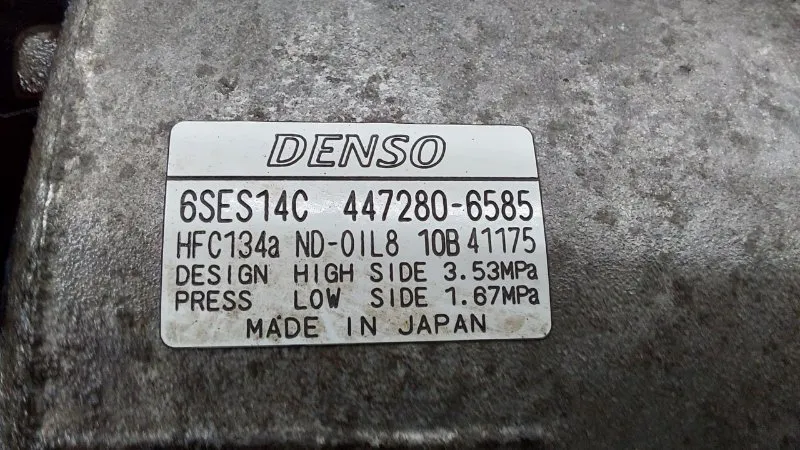 DENSO
6SES14C 447280-6585
HFC134a ND-OIL8 10B 41175
DESIGN HIGH SIDE 3.53MPa
PRESS LOW SIDE 1.67MPa
MADE IN JAPAN